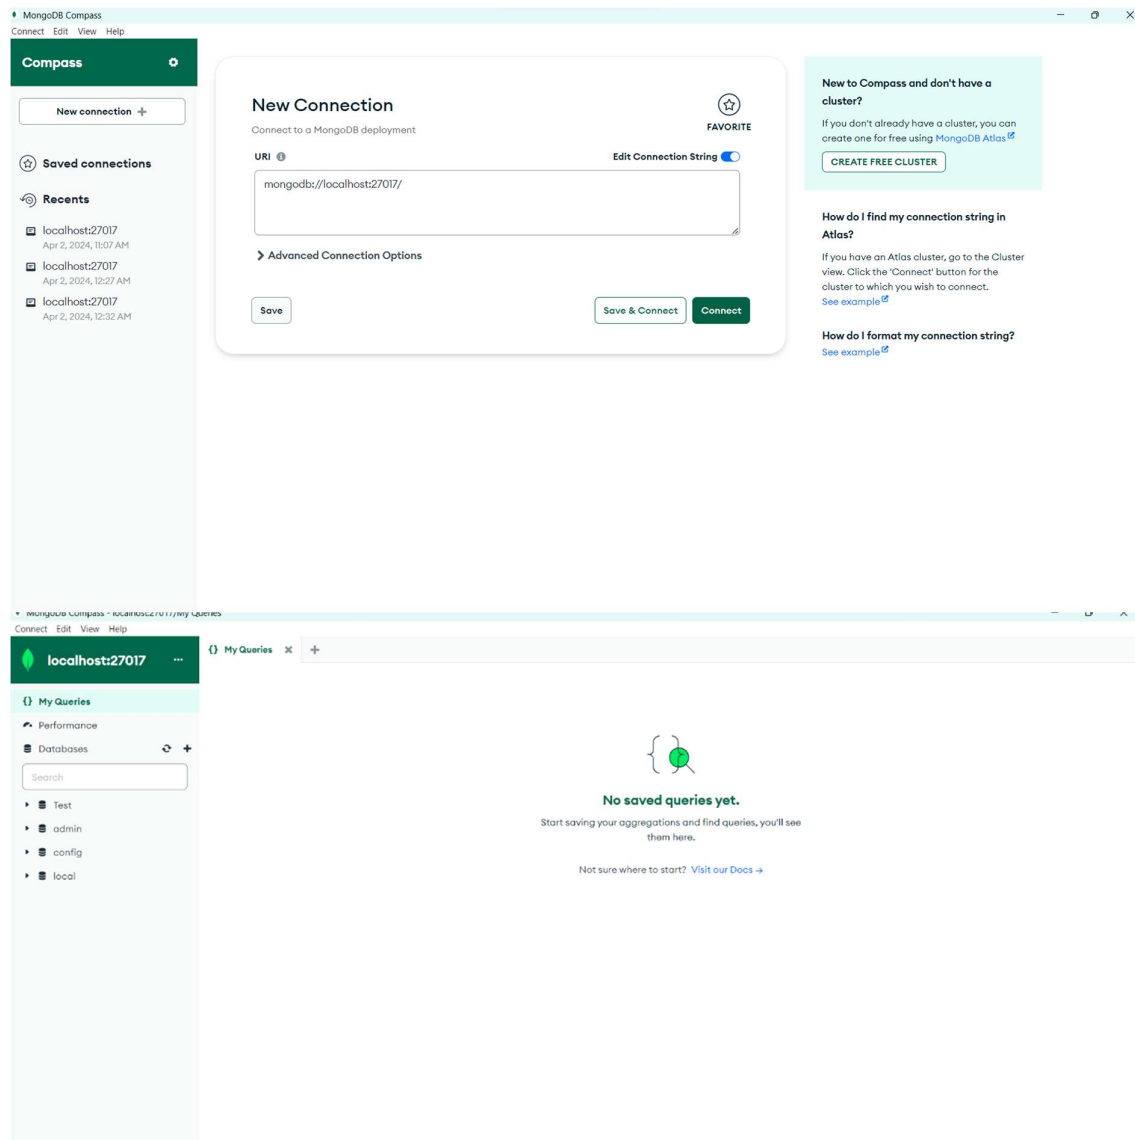 MongoDB Compass
Connect Edit View Help
Compass
New connection
Saved connections
Recents
localhost:27017
Apr 2, 2024, 11:07 AM
localhost:27017
Apr 2, 2024, 12:27 AM
localhost:27017
Apr 2, 2024, 12:32 AM
New Connection
Connect to a MongoDB deployment
FAVORITE
URI
Edit Connection String
mongodb://localhost:27017/
Advanced Connection Options
Save
Save & Connect
Connect
New to Compass and don't have a
cluster?
If you don't already have a cluster, you can
create one for free using MongoDB Atlas
CREATE FREE CLUSTER
How do I find my connection string in
Atlas?
If you have an Atlas cluster, go to the Cluster
view. Click the 'Connect' button for the
cluster to which you wish to connect.
See example
How do I format my connection string?
See example
MongoDB Compass - localhost:27017/My Queries
Connect Edit View Help
localhost:27017
My Queries
Performance
Databases
Search
Test
admin
config
local
{} My Queries
No saved queries yet.
Start saving your aggregations and find queries, you'll see
them here.
Not sure where to start? Visit our Docs →